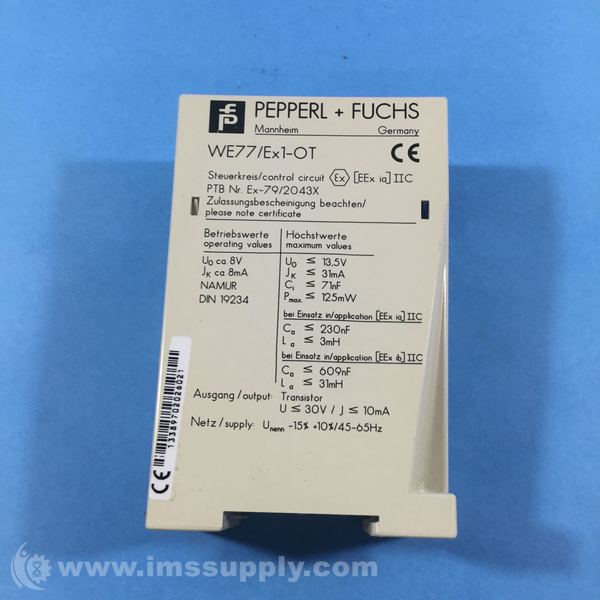 PEPPERL + FUCHS
Mannheim Germany
WE77/Ex1-OT CE
Steuerkreis/control circuit Ex [EEx ia] IIC
PTB Nr. Ex-79/2043X
Zulassungsbescheinigung beachten/
please note certificate
Betriebswerte
operating values
U₀ ca. 8V
Jₖ ca. 8mA
NAMUR
DIN 19234
Höchstwerte
maximum values
U₀ ≤ 13,5V
Jₖ ≤ 31mA
Cᵢ ≤ 71nF
Pmax. ≤ 125mW
bei Einsatz in/application [EEx ia] IIC
Cₐ ≤ 230nF
Lₐ ≤ 3mH
bei Einsatz in/application [EEx ib] IIC
Cₐ ≤ 609nF
Lₐ ≤ 31mH
Ausgang/output: Transistor
U ≤ 30V / J ≤ 10mA
Netz/supply: Unenn -15% +10%/45-65Hz
CE 13389702026021
www.imssupply.com